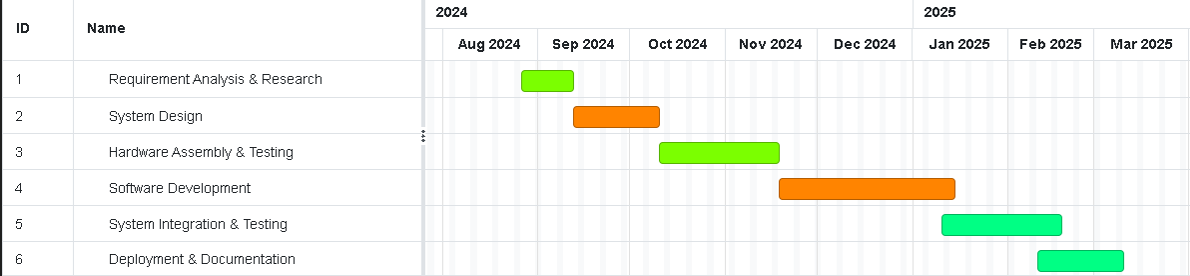 ID Name 2024 2025
Aug 2024 Sep 2024 Oct 2024 Nov 2024 Dec 2024 Jan 2025 Feb 2025 Mar 2025
1 Requirement Analysis & Research
2 System Design
3 Hardware Assembly & Testing
4 Software Development
5 System Integration & Testing
6 Deployment & Documentation